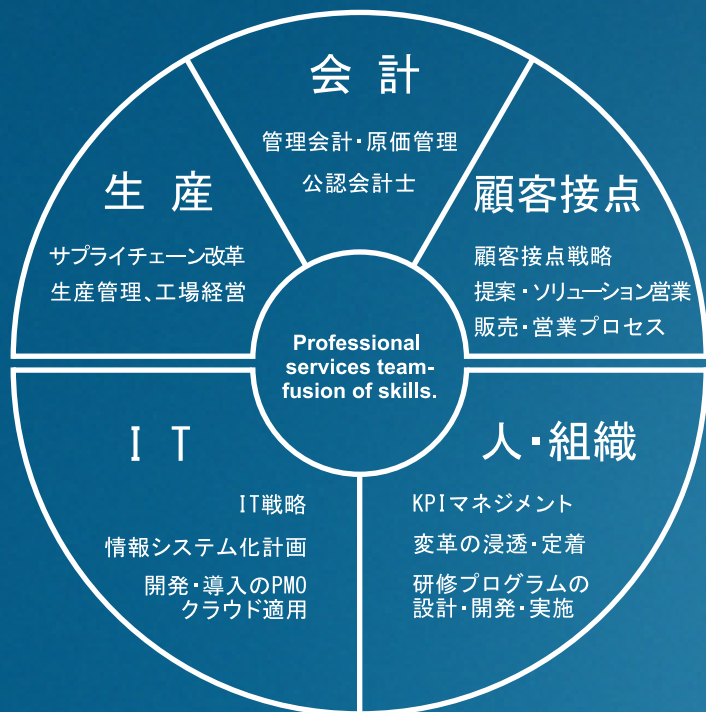 会 計
管理会計・原価管理
公認会計士
生 産
サプライチェーン改革
生産管理、工場経営
顧客接点
顧客接点戦略
提案・ソリューション営業
販売・営業プロセス
Professional
services team-
fusion of skills.
I T
IT戦略
情報システム化計画
開発・導入のPMO
クラウド適用
人・組織
KPIマネジメント
変革の浸透・定着
研修プログラムの
設計・開発・実施